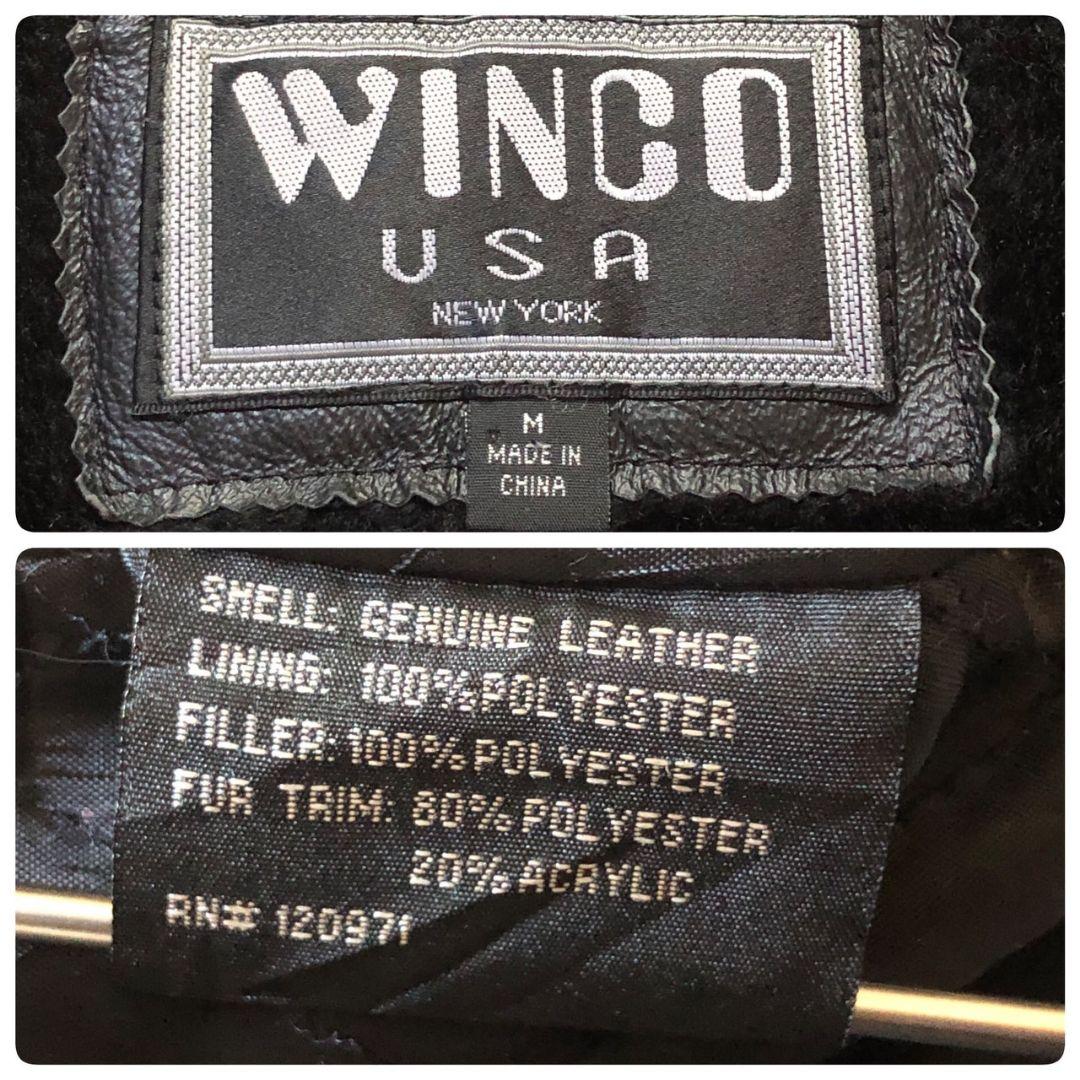 WINCO
USA
NEW YORK
M
MADE IN
CHINA
SHELL: GENUINE LEATHER
LINING: 100% POLYESTER
FILLER: 100% POLYESTER
FUR TRIM: 80% POLYESTER
20% ACRYLIC
RN# 120971